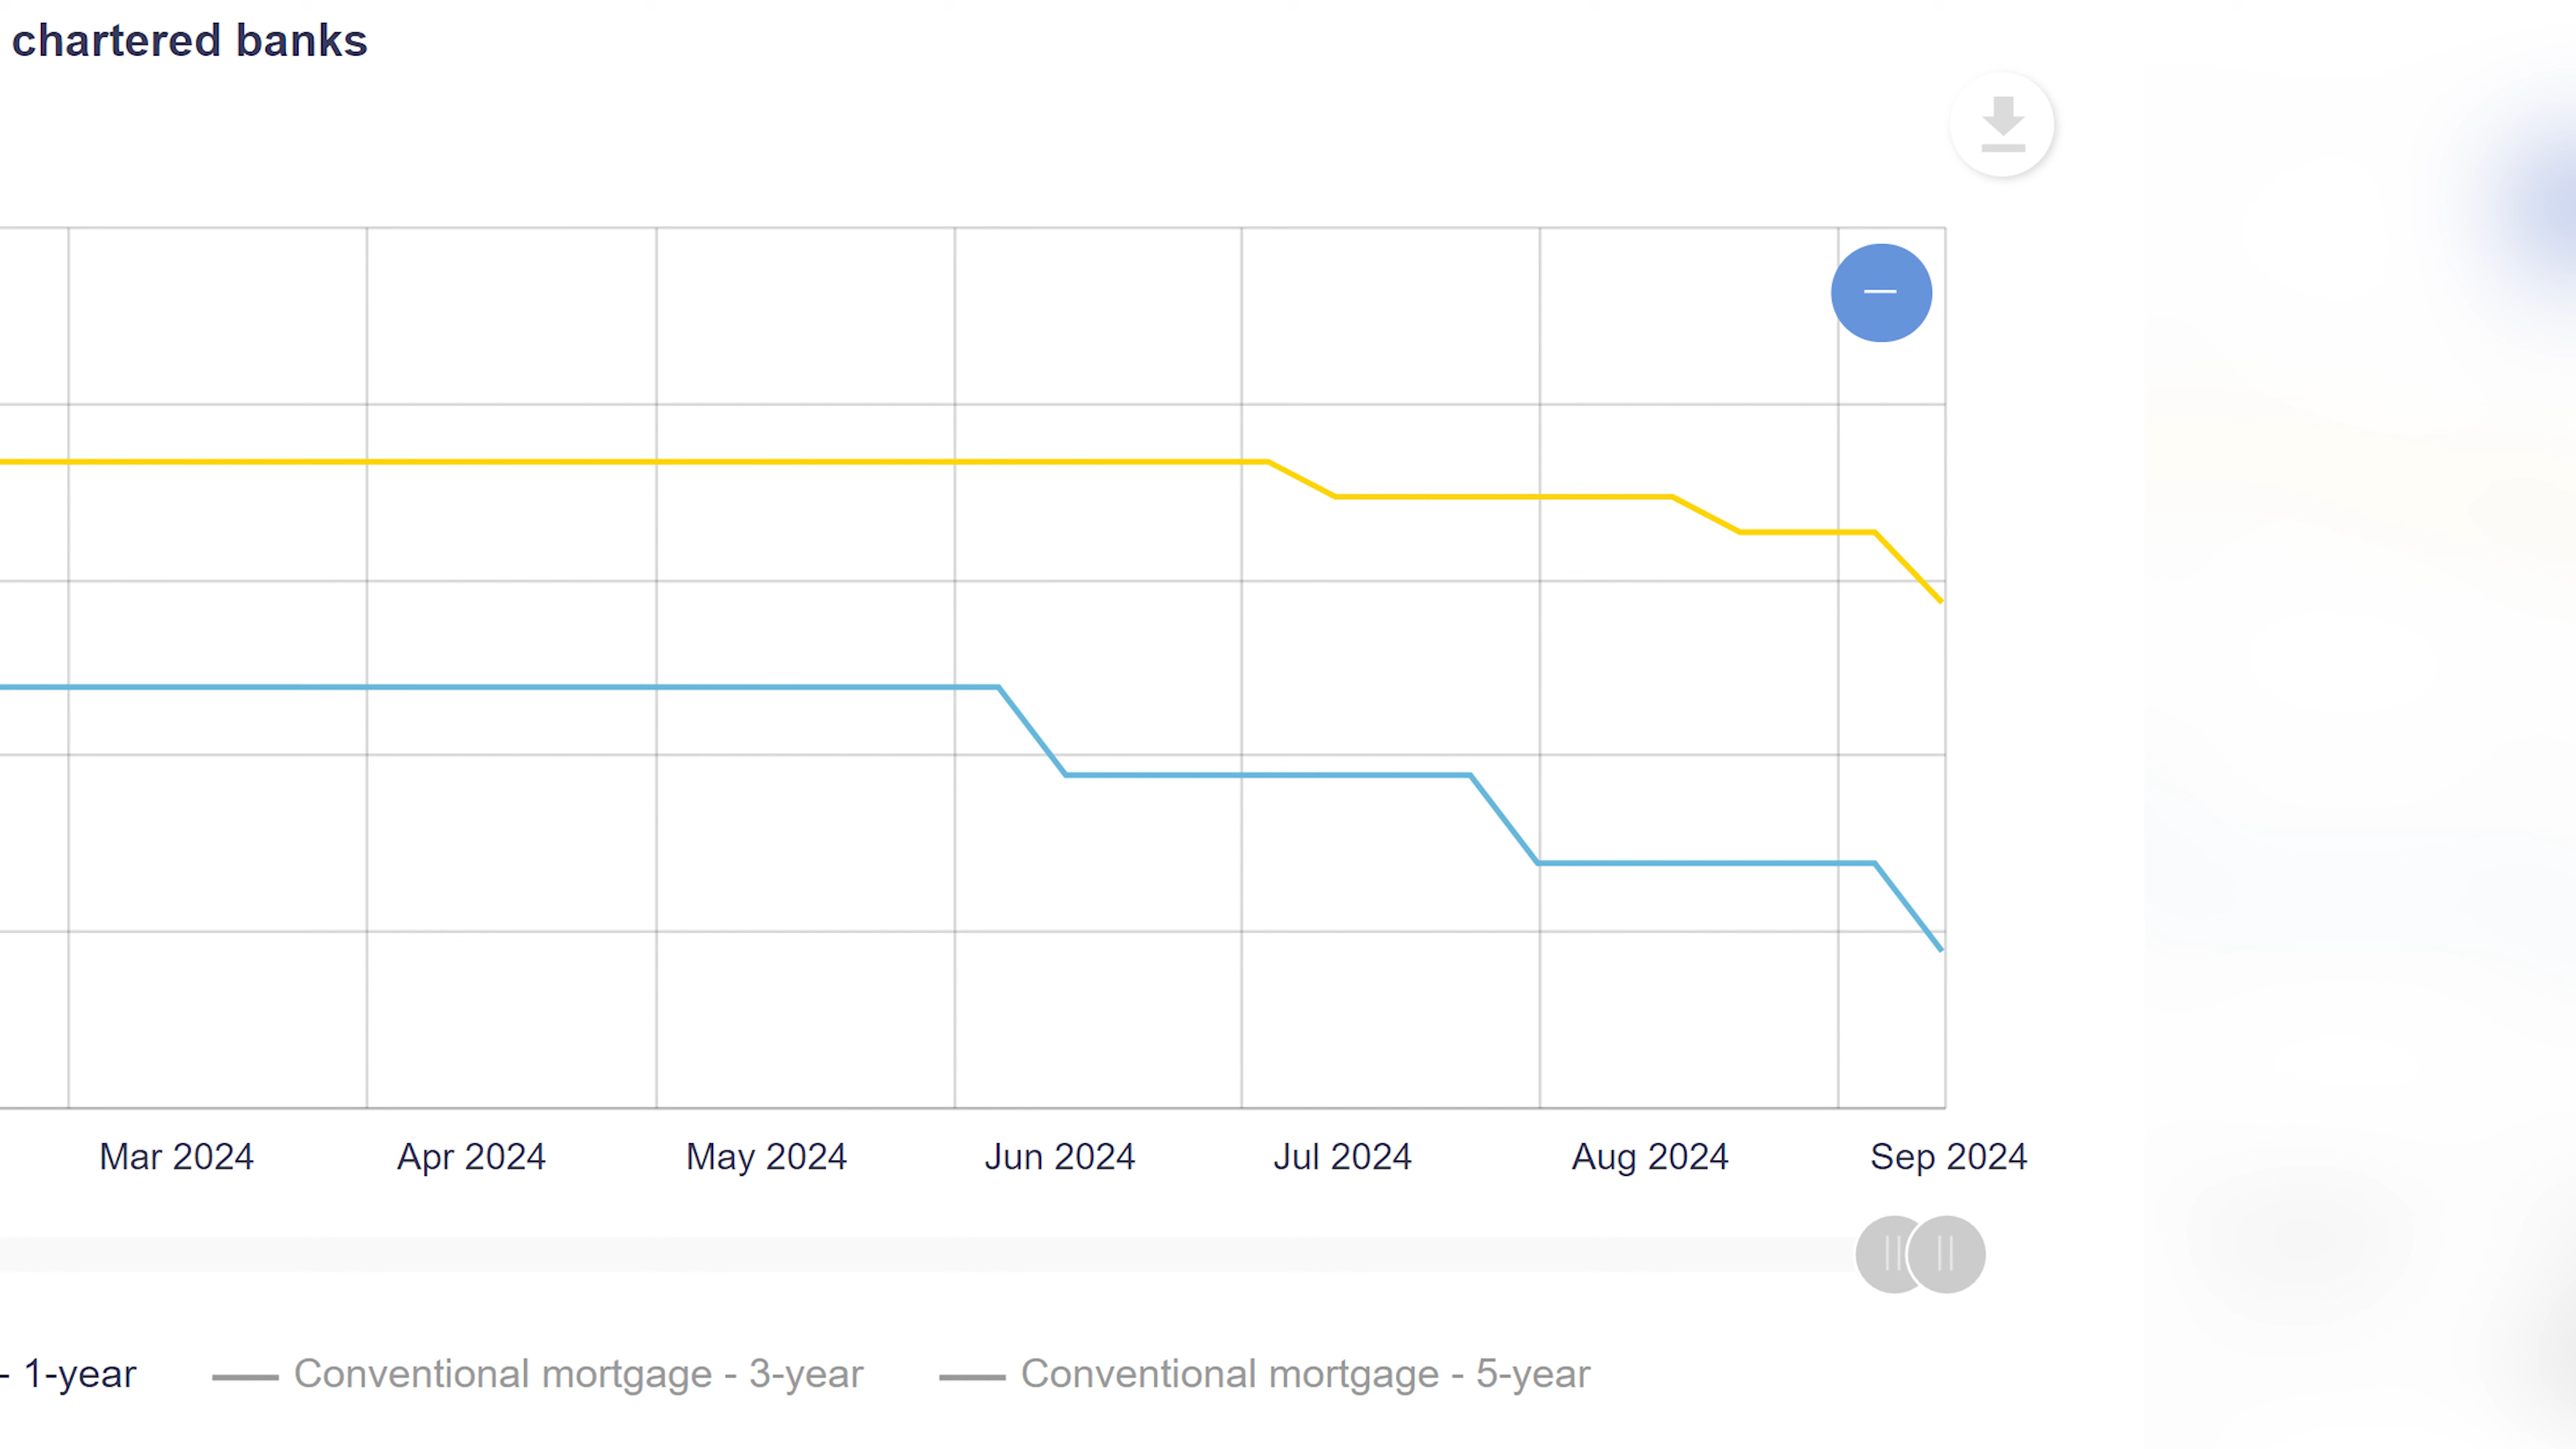 chartered banks
Mar 2024 Apr 2024 May 2024 Jun 2024 Jul 2024 Aug 2024 Sep 2024
- 1-year Conventional mortgage - 3-year Conventional mortgage - 5-year